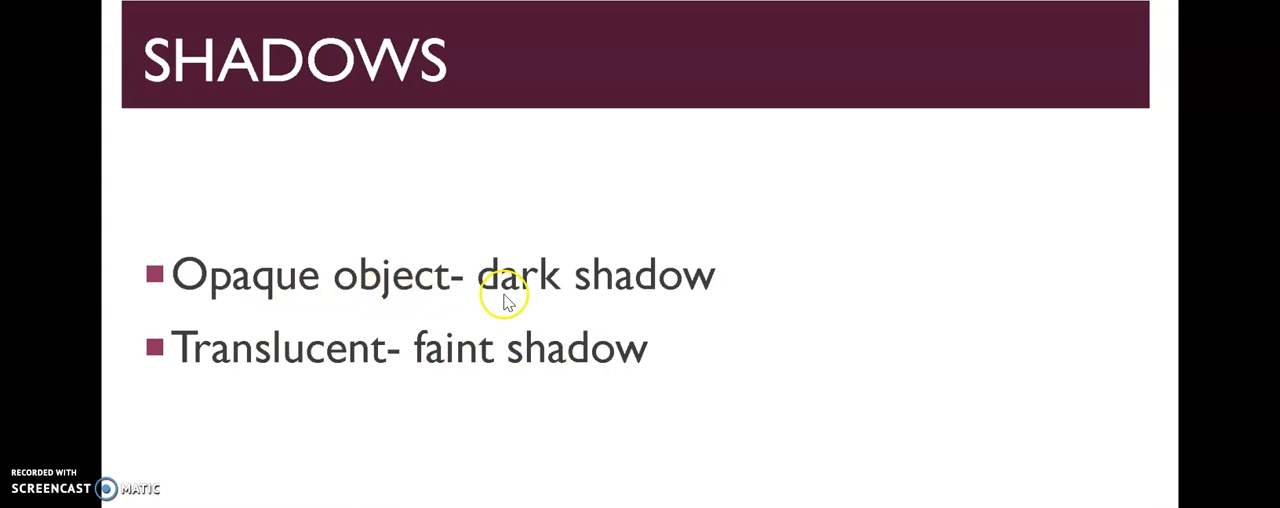 SHADOWS
Opaque object- dark shadow
Translucent- faint shadow
RECORDED WITH
SCREENCAST MATIC